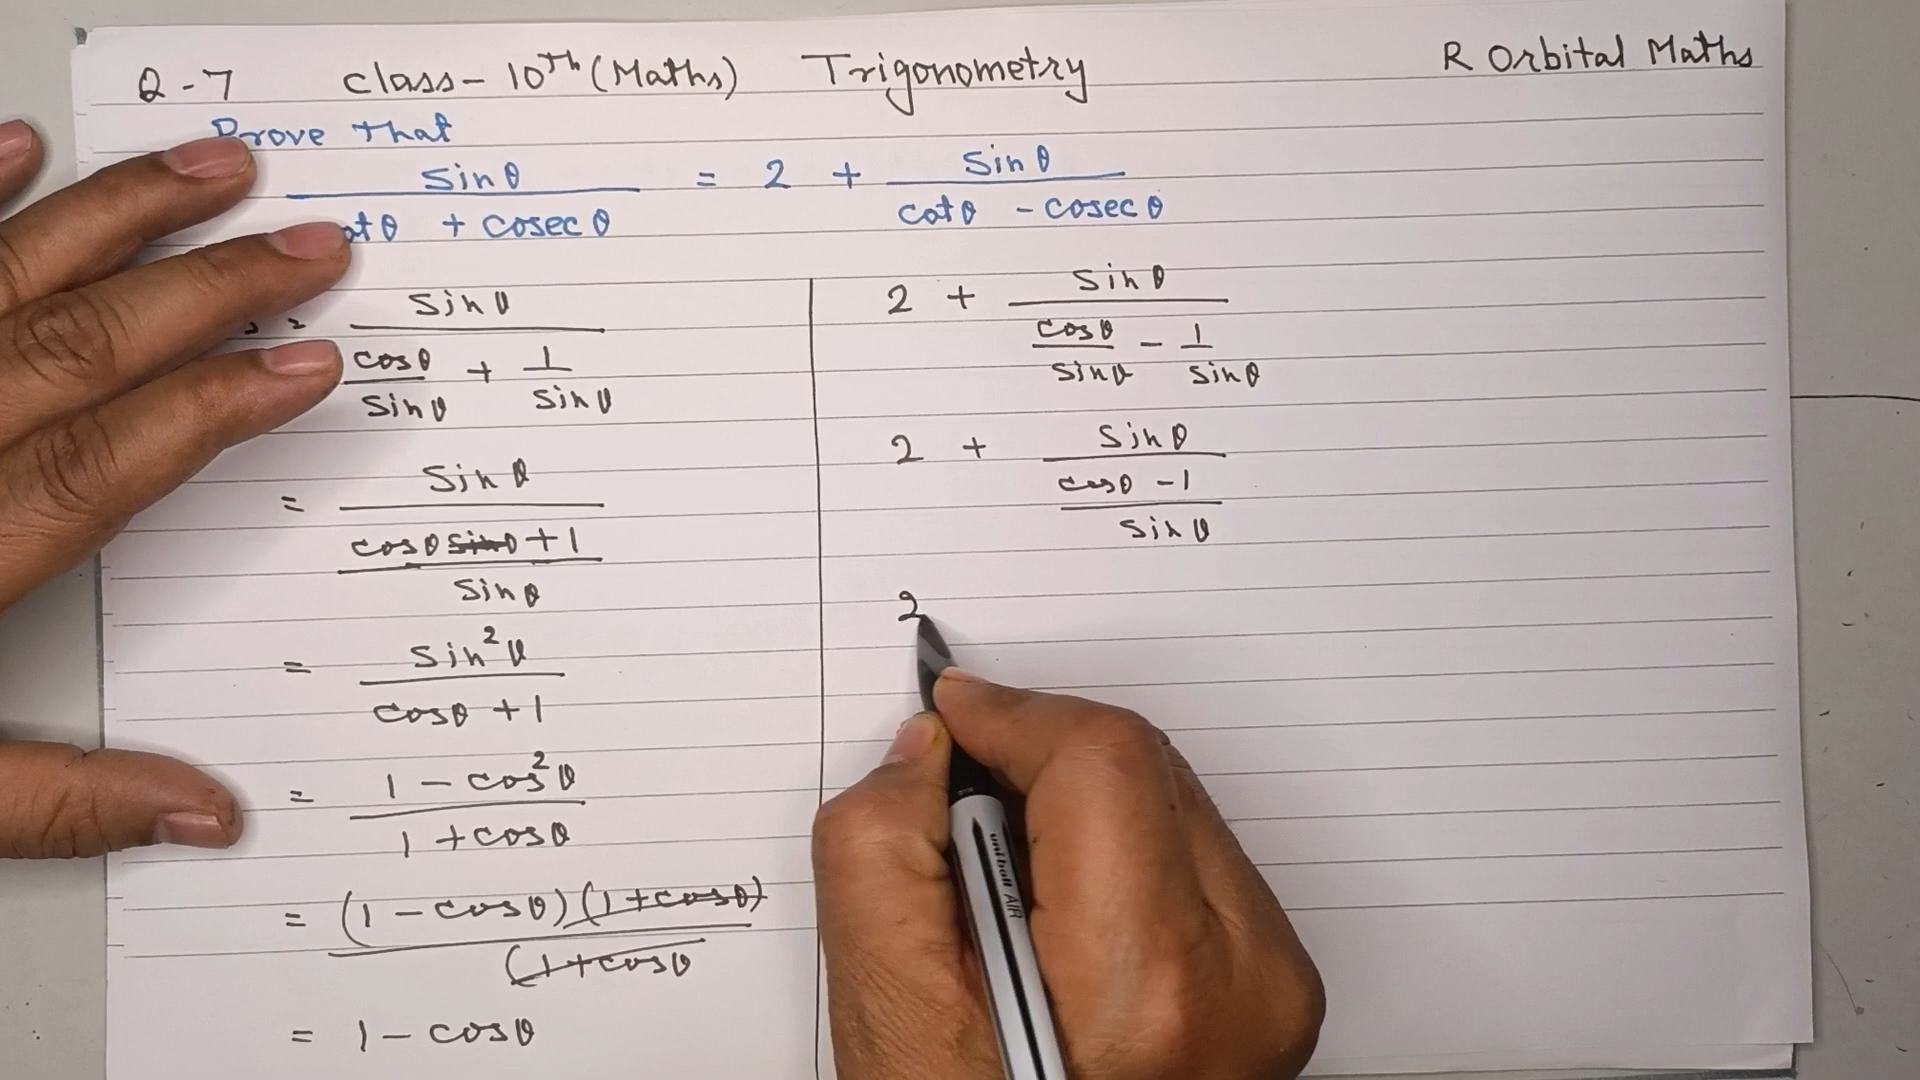 Q-7 class-10th (Maths) Trigonometry R Orbital Maths
Prove that
sinθ / (cotθ + cosecθ) = 2 + sinθ / (cotθ - cosecθ)
sinθ / (cosθ/sinθ + 1/sinθ)
= sinθ / ((cosθ sinθ + 1)/sinθ)
= sin²θ / (cosθ + 1)
= (1 - cos²θ) / (1 + cosθ)
= (1 - cosθ)(1 + cosθ) / (1 + cosθ
= 1 - cosθ
2 + sinθ / (cosθ/sinθ - 1/sinθ)
2 + sinθ / ((cosθ - 1)/sinθ)
2
uniball AIR